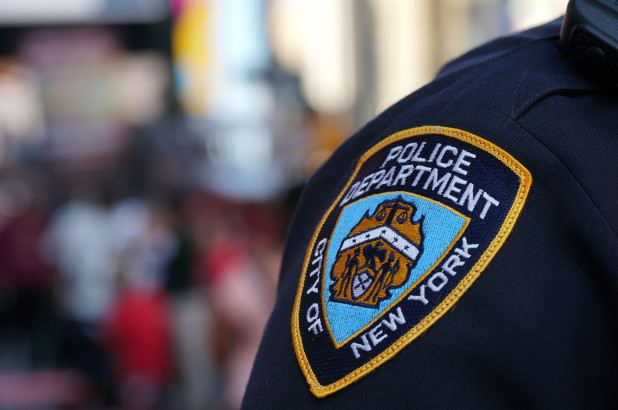 POLICE
DEPARTMENT
CITY OF
NEW YORK